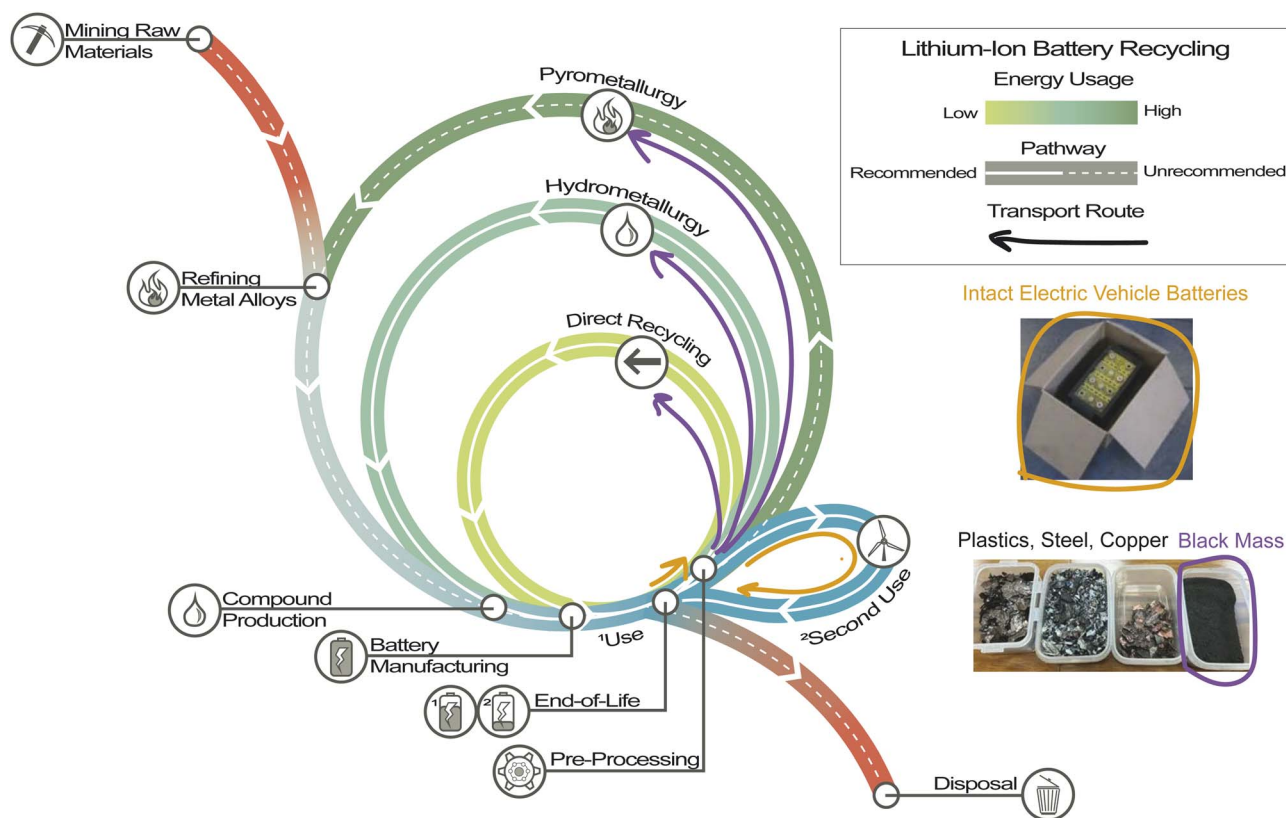 Mining Raw
Materials
Pyrometallurgy
Hydrometallurgy
Direct Recycling
Refining
Metal Alloys
Compound
Production
Battery
Manufacturing
¹Use
²Second Use
1
2
End-of-Life
Pre-Processing
Disposal
Lithium-Ion Battery Recycling
Energy Usage
Low
High
Pathway
Recommended
Unrecommended
Transport Route
Intact Electric Vehicle Batteries
Plastics, Steel, Copper Black Mass